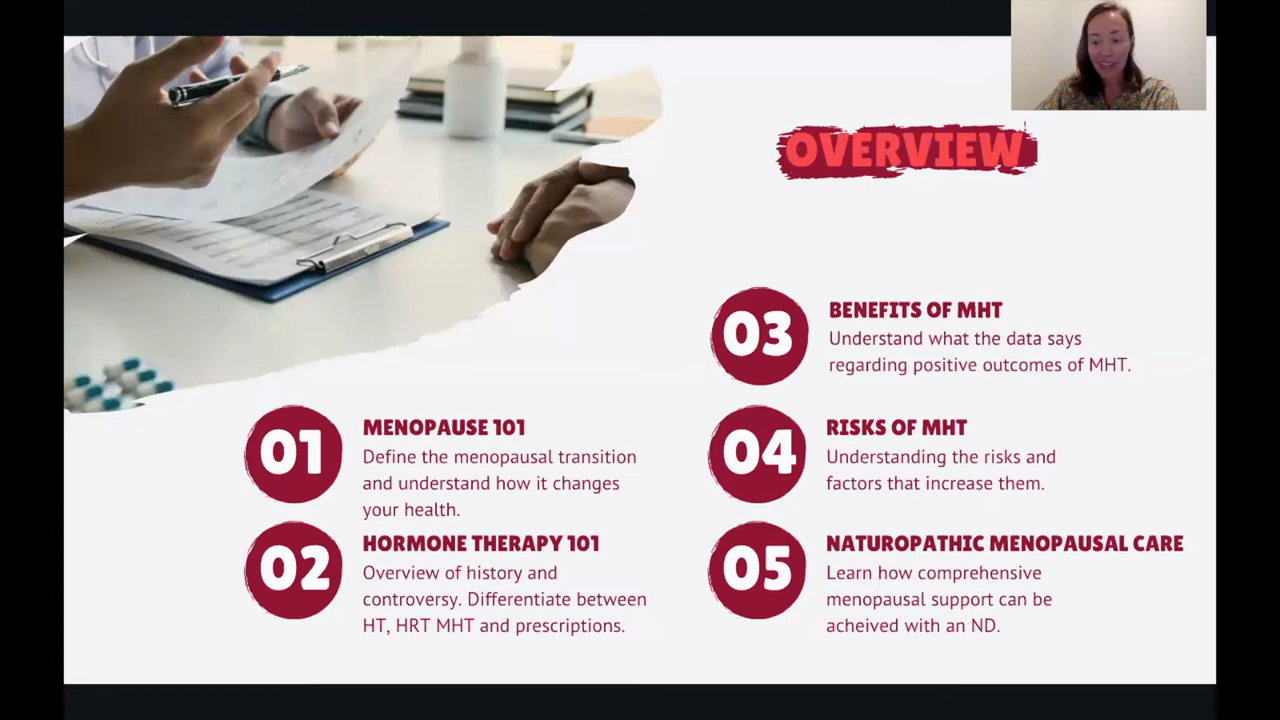 OVERVIEW
01
MENOPAUSE 101
Define the menopausal transition
and understand how it changes
your health.
02
HORMONE THERAPY 101
Overview of history and
controversy. Differentiate between
HT, HRT MHT and prescriptions.
03
BENEFITS OF MHT
Understand what the data says
regarding positive outcomes of MHT.
04
RISKS OF MHT
Understanding the risks and
factors that increase them.
05
NATUROPATHIC MENOPAUSAL CARE
Learn how comprehensive
menopausal support can be
acheived with an ND.